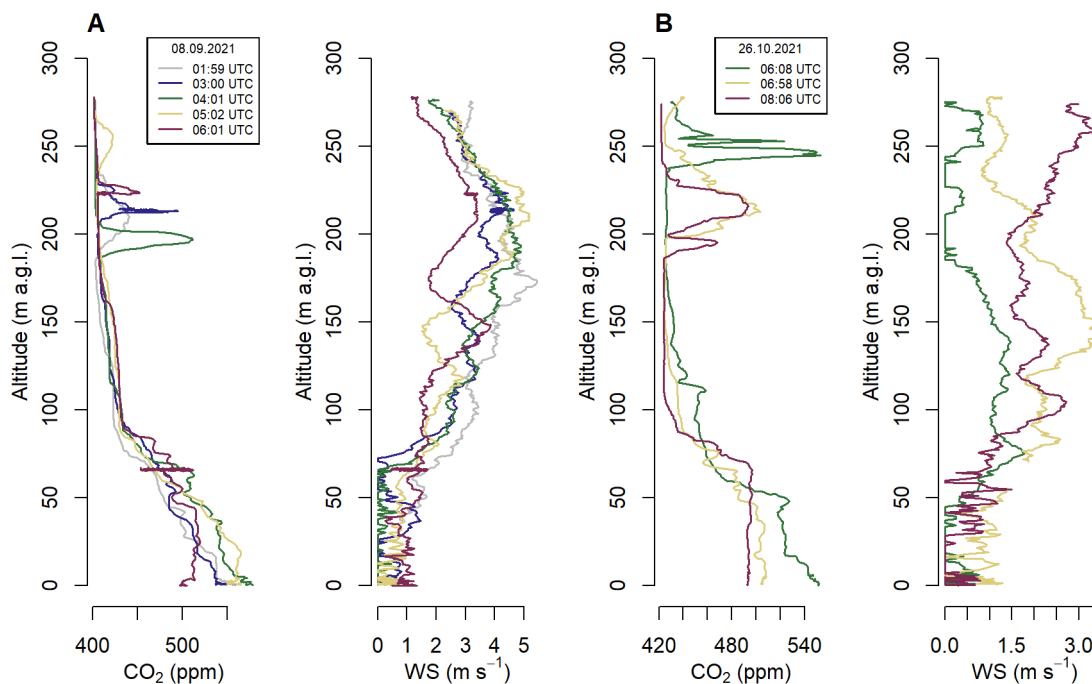 A
08.09.2021
01:59 UTC
03:00 UTC
04:01 UTC
05:02 UTC
06:01 UTC
Altitude (m a.g.l.)
0 50 100 150 200 250 300
400 500
CO₂ (ppm)
Altitude (m a.g.l.)
0 50 100 150 200 250 300
0 1 2 3 4 5
WS (m s⁻¹)
B
26.10.2021
06:08 UTC
06:58 UTC
08:06 UTC
Altitude (m a.g.l.)
0 50 100 150 200 250 300
420 480 540
CO₂ (ppm)
Altitude (m a.g.l.)
0 50 100 150 200 250 300
0.0 1.5 3.0
WS (m s⁻¹)